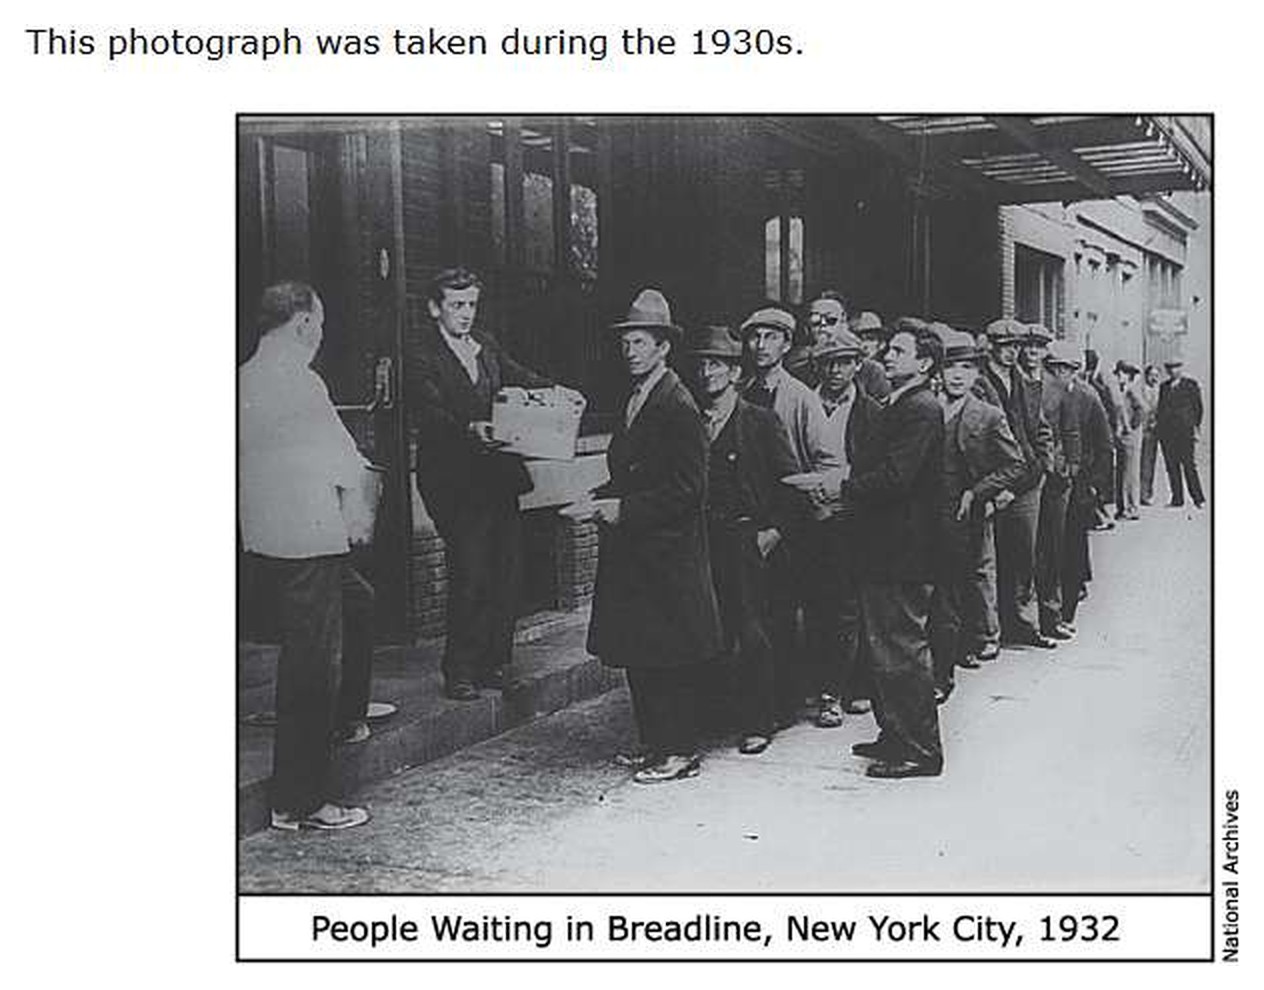 This photograph was taken during the 1930s.
People Waiting in Breadline, New York City, 1932
National Archives